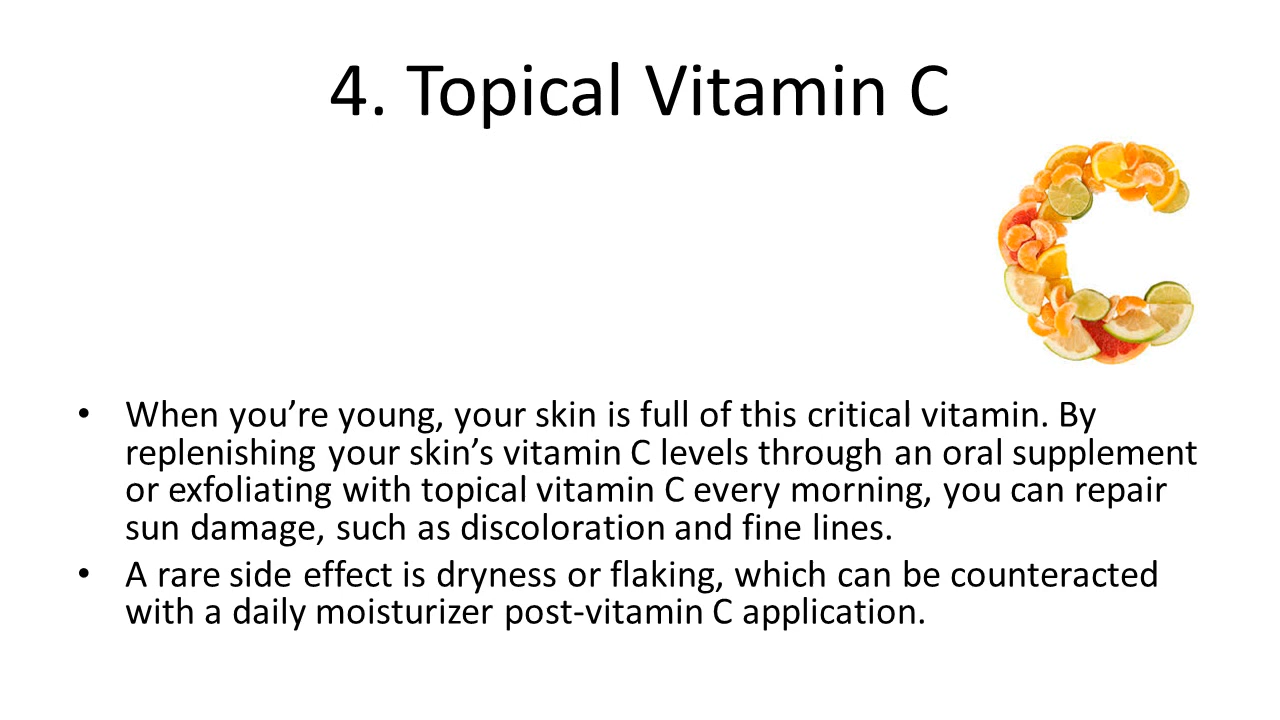 4. Topical Vitamin C
• When you’re young, your skin is full of this critical vitamin. By
replenishing your skin’s vitamin C levels through an oral supplement
or exfoliating with topical vitamin C every morning, you can repair
sun damage, such as discoloration and fine lines.
• A rare side effect is dryness or flaking, which can be counteracted
with a daily moisturizer post-vitamin C application.